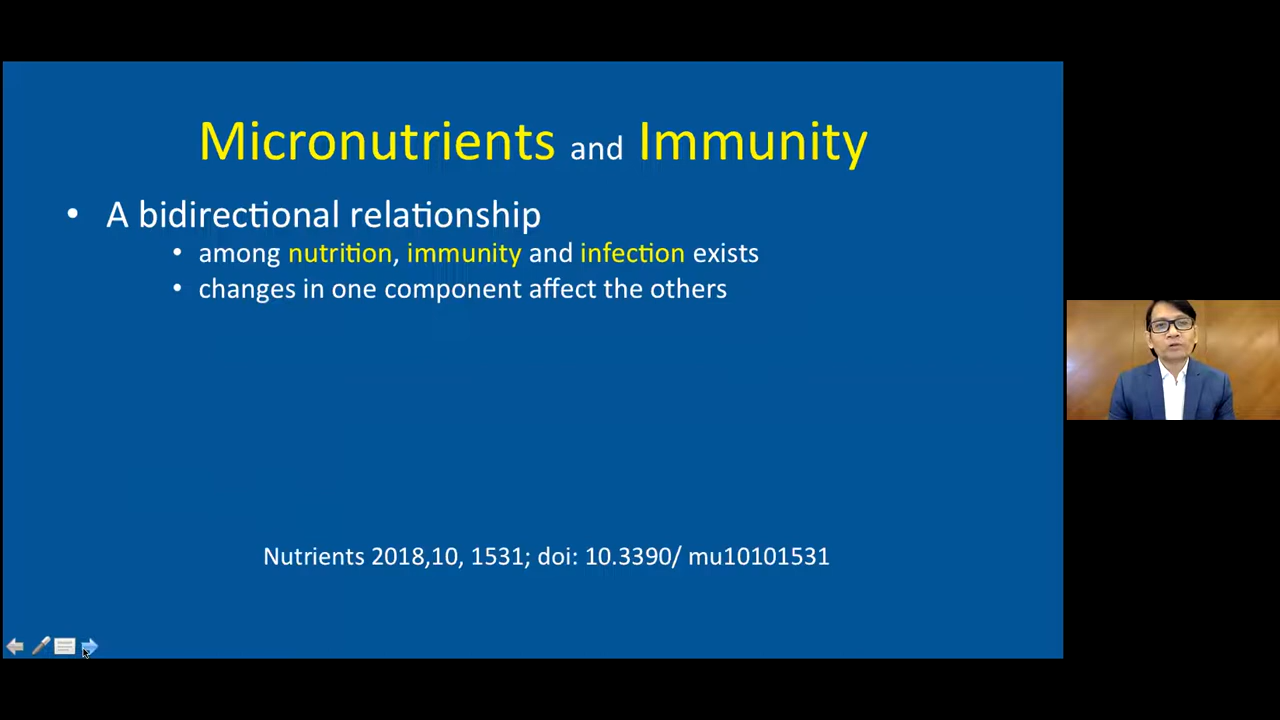 Micronutrients and Immunity
• A bidirectional relationship
• among nutrition, immunity and infection exists
• changes in one component affect the others
Nutrients 2018,10, 1531; doi: 10.3390/ mu10101531